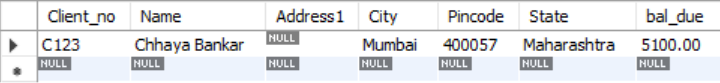 Client_no Name Address1 City Pincode State bal_due
C123 Chhaya Bankar NULL Mumbai 400057 Maharashtra 5100.00
NULL NULL NULL NULL NULL NULL NULL